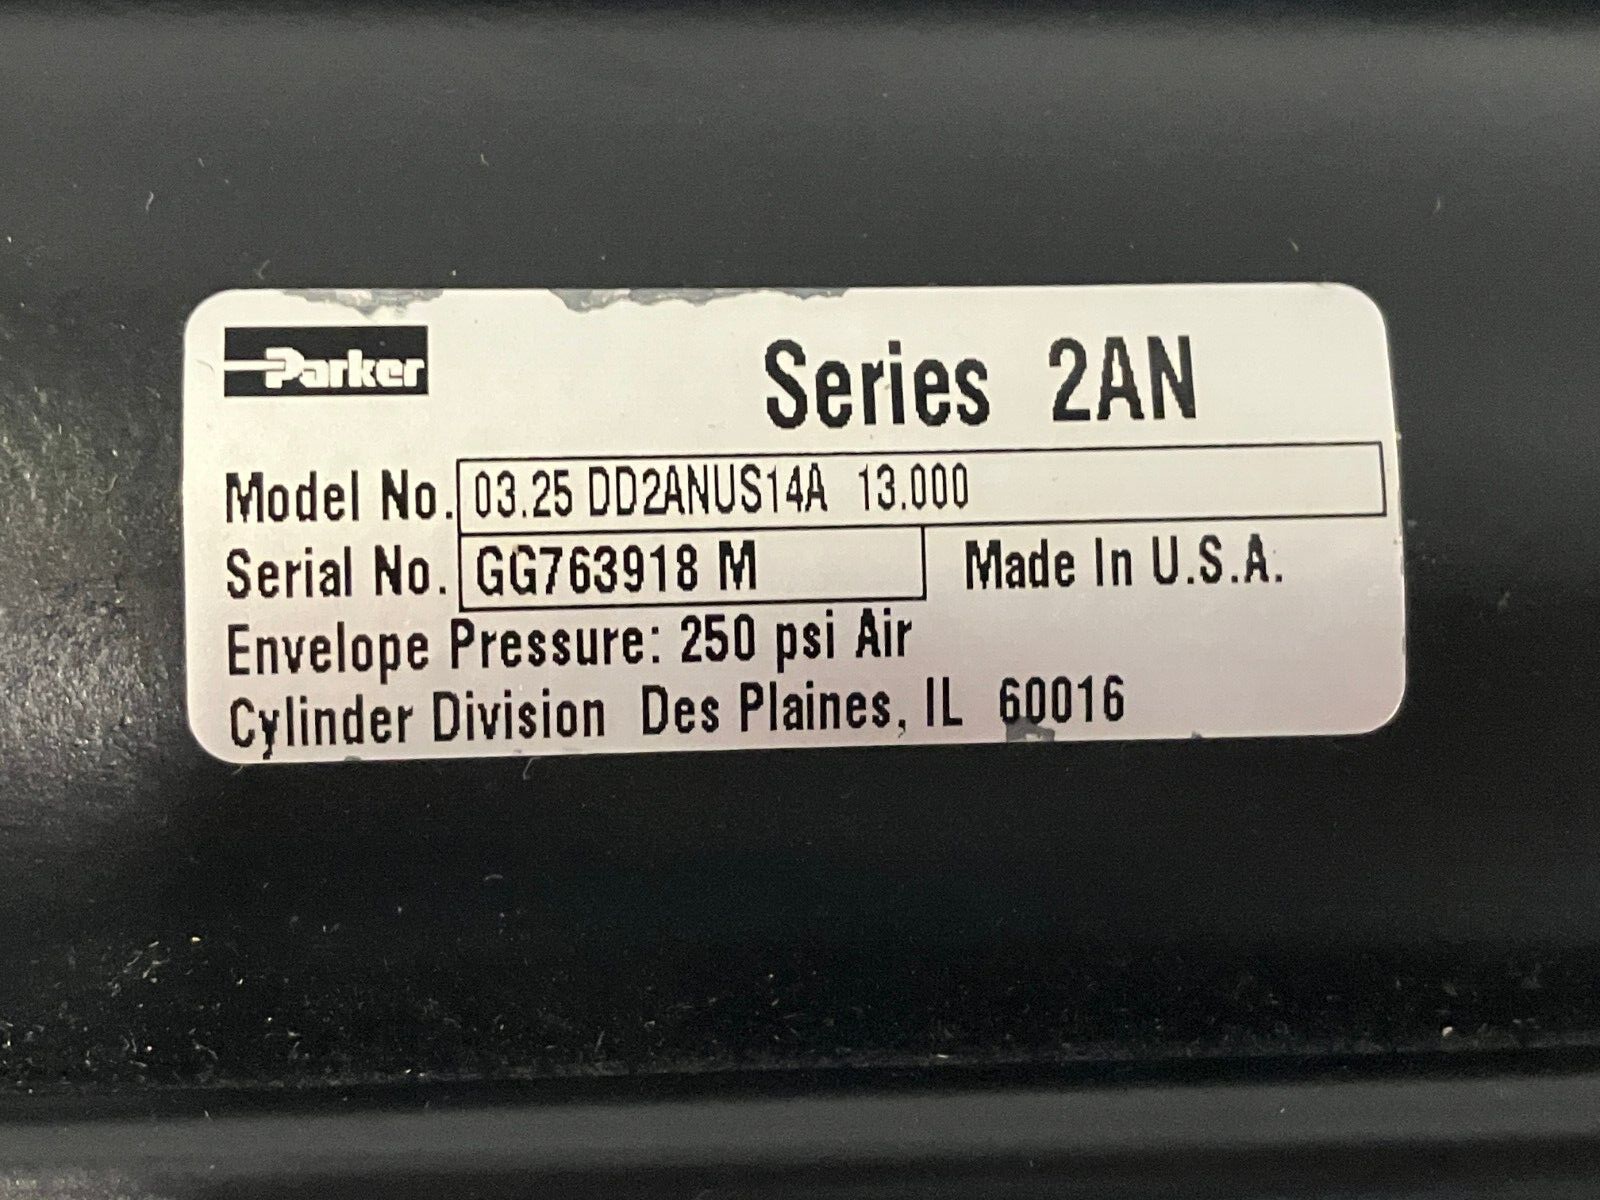 Parker
Series 2AN
Model No. 03.25 DD2ANUS14A 13.000
Serial No. GG763918 M Made In U.S.A.
Envelope Pressure: 250 psi Air
Cylinder Division Des Plaines, IL 60016